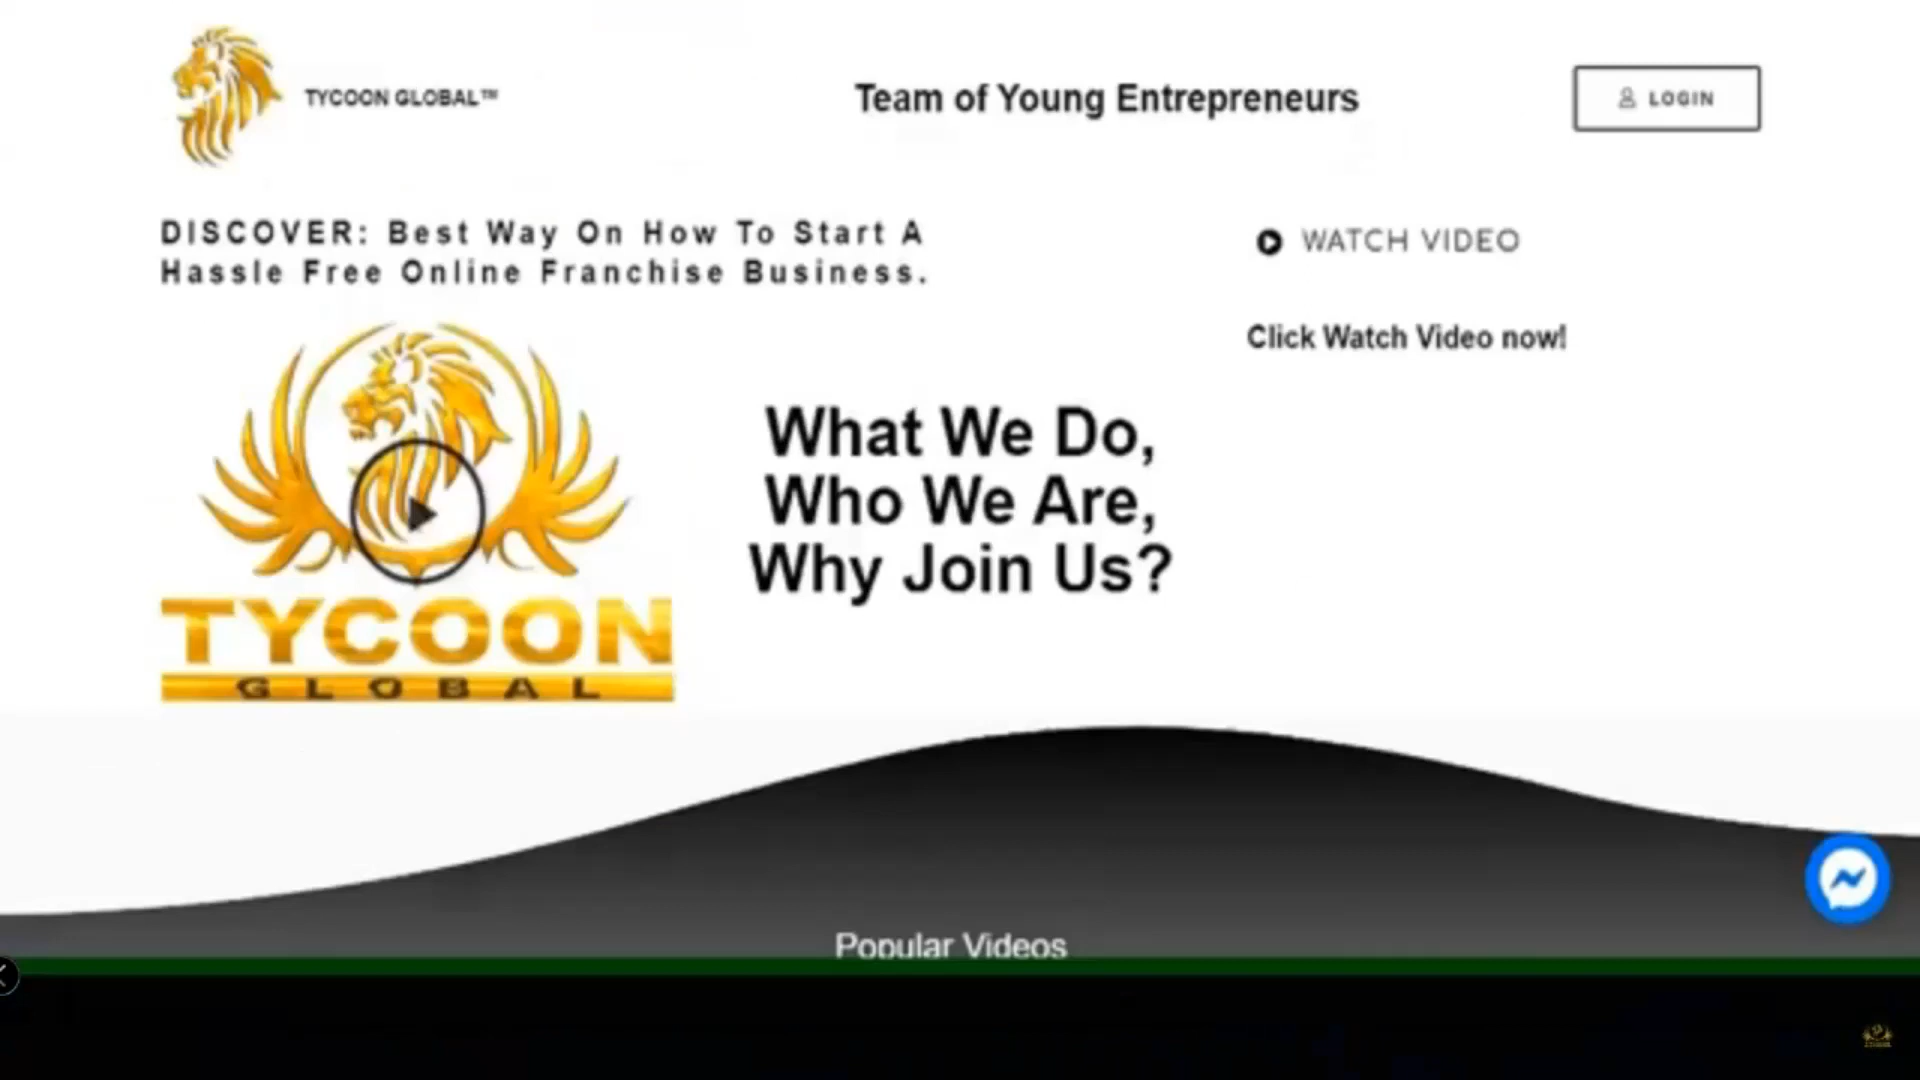 TYCOON GLOBAL™
Team of Young Entrepreneurs
LOGIN
DISCOVER: Best Way On How To Start A
Hassle Free Online Franchise Business.
WATCH VIDEO
Click Watch Video now!
What We Do,
Who We Are,
Why Join Us?
TYCOON
GLOBAL
Popular Videos